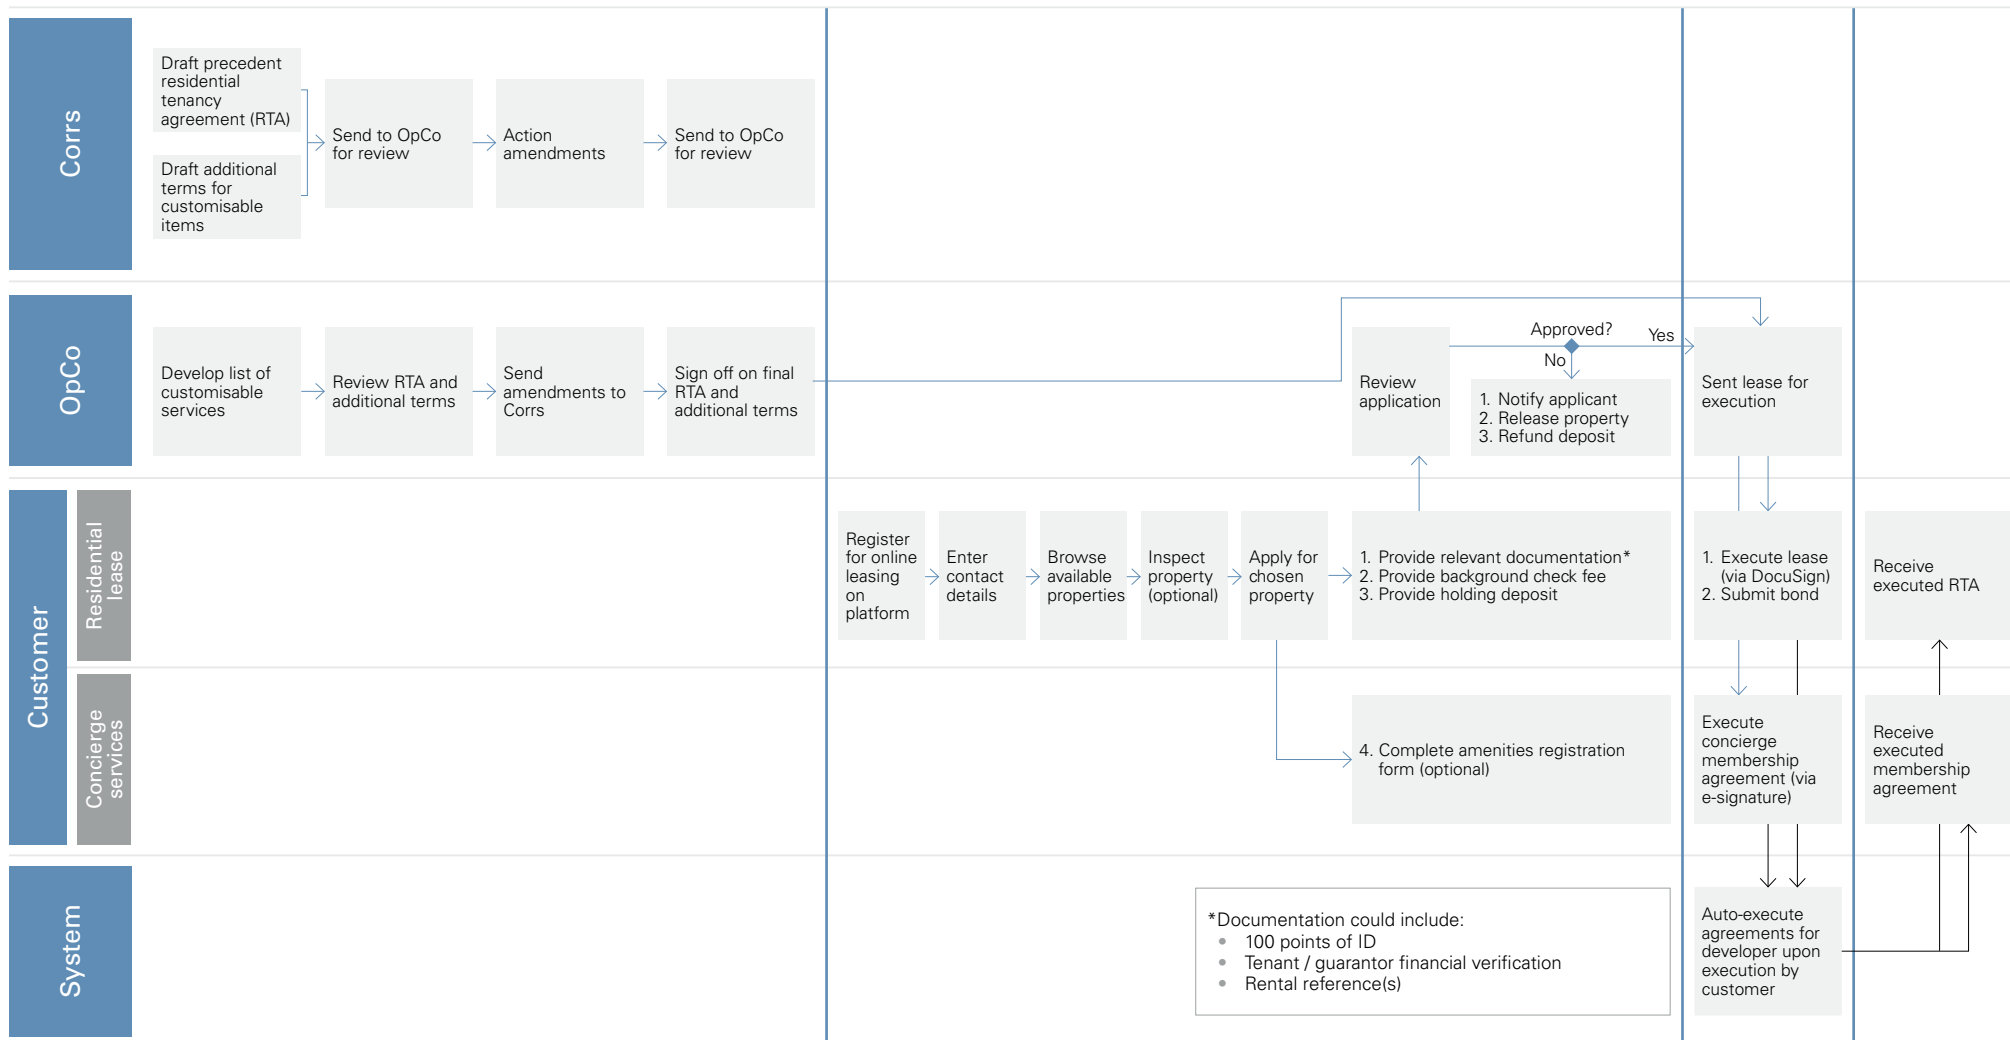 Corrs
Draft precedent
residential
tenancy
agreement (RTA)
Draft additional
terms for
customisable
items
Send to OpCo
for review
Action
amendments
Send to OpCo
for review
OpCo
Develop list of
customisable
services
Review RTA and
additional terms
Send
amendments to
Corrs
Sign off on final
RTA and
additional terms
Review
application
Approved?
Yes
No
1. Notify applicant
2. Release property
3. Refund deposit
Sent lease for
execution
Customer
Residential
lease
Register
for online
leasing
on
platform
Enter
contact
details
Browse
available
properties
Inspect
property
(optional)
Apply for
chosen
property
1. Provide relevant documentation*
2. Provide background check fee
3. Provide holding deposit
1. Execute lease
(via DocuSign)
2. Submit bond
Receive
executed RTA
Concierge
services
4. Complete amenities registration
form (optional)
Execute
concierge
membership
agreement (via
e-signature)
Receive
executed
membership
agreement
System
*Documentation could include:
• 100 points of ID
• Tenant / guarantor financial verification
• Rental reference(s)
Auto-execute
agreements for
developer upon
execution by
customer